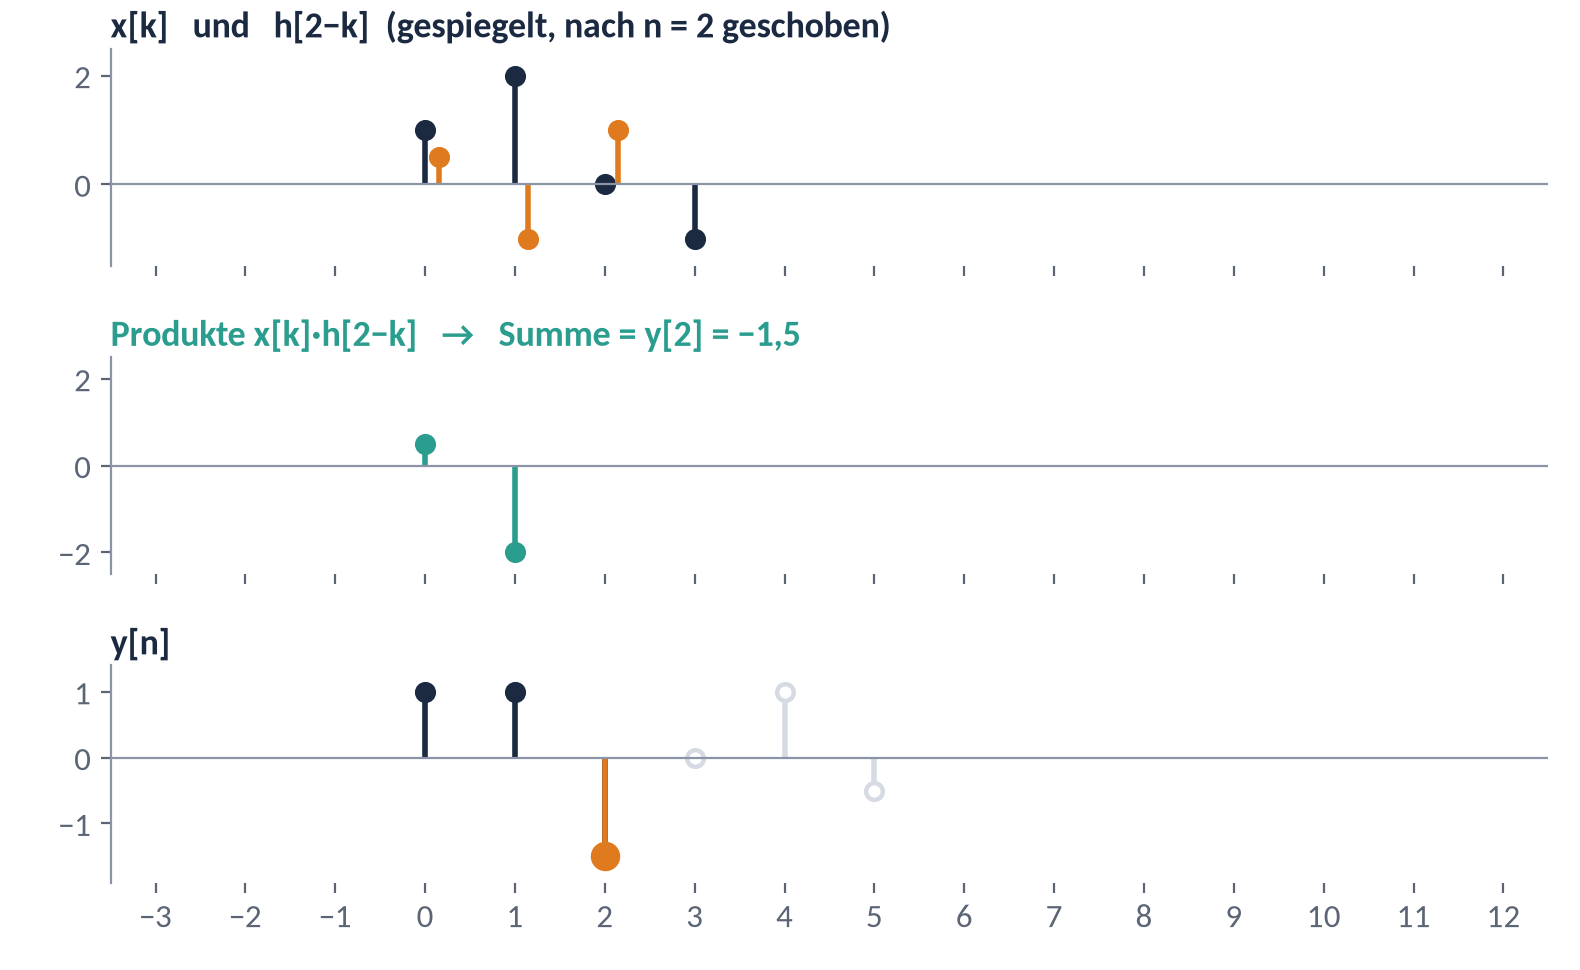 x[k] und h[2−k] (gespiegelt, nach n = 2 geschoben)
2
0
Produkte x[k]·h[2−k] → Summe = y[2] = −1,5
2
0
−2
y[n]
1
0
−1
−3 −2 −1 0 1 2 3 4 5 6 7 8 9 10 11 12